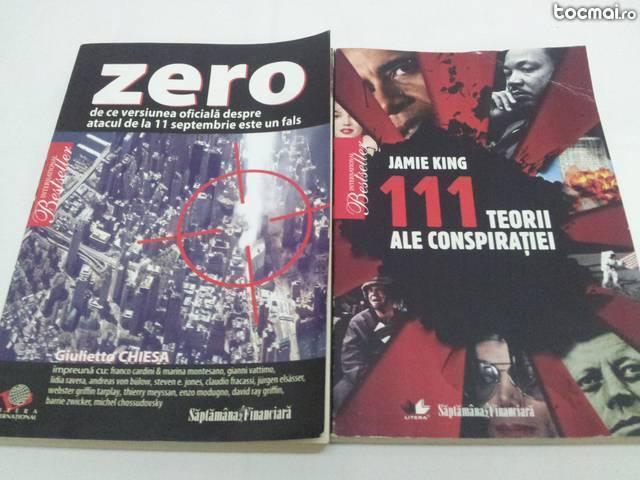 tocmai.ro
zero
de ce versiunea oficială despre
atacul de la 11 septembrie este un fals
INTERNATIONAL
Bestseller
Giulietto CHIESA
împreună cu: franco cardini & marina montesano, gianni vattimo,
lidia ravera, andreas von bülow, steven e. jones, claudio fracassi, jürgen elsässer,
webster griffin tarpley, thierry meyssan, enzo modugno, david ray griffin,
barrie zwicker, michel chossudovsky
Săptămâna Financiară
INTERNATIONAL
Bestseller
JAMIE KING
111 TEORII
ALE CONSPIRAȚIEI
LITERA
Săptămâna Financiară